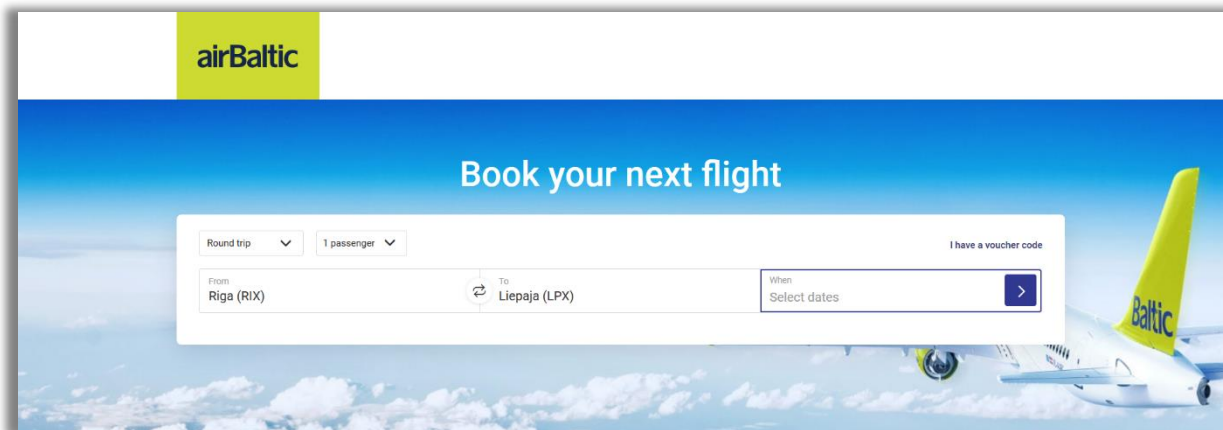 airBaltic
Book your next flight
Round trip
1 passenger
I have a voucher code
From
Riga (RIX)
To
Liepaja (LPX)
When
Select dates
Baltic